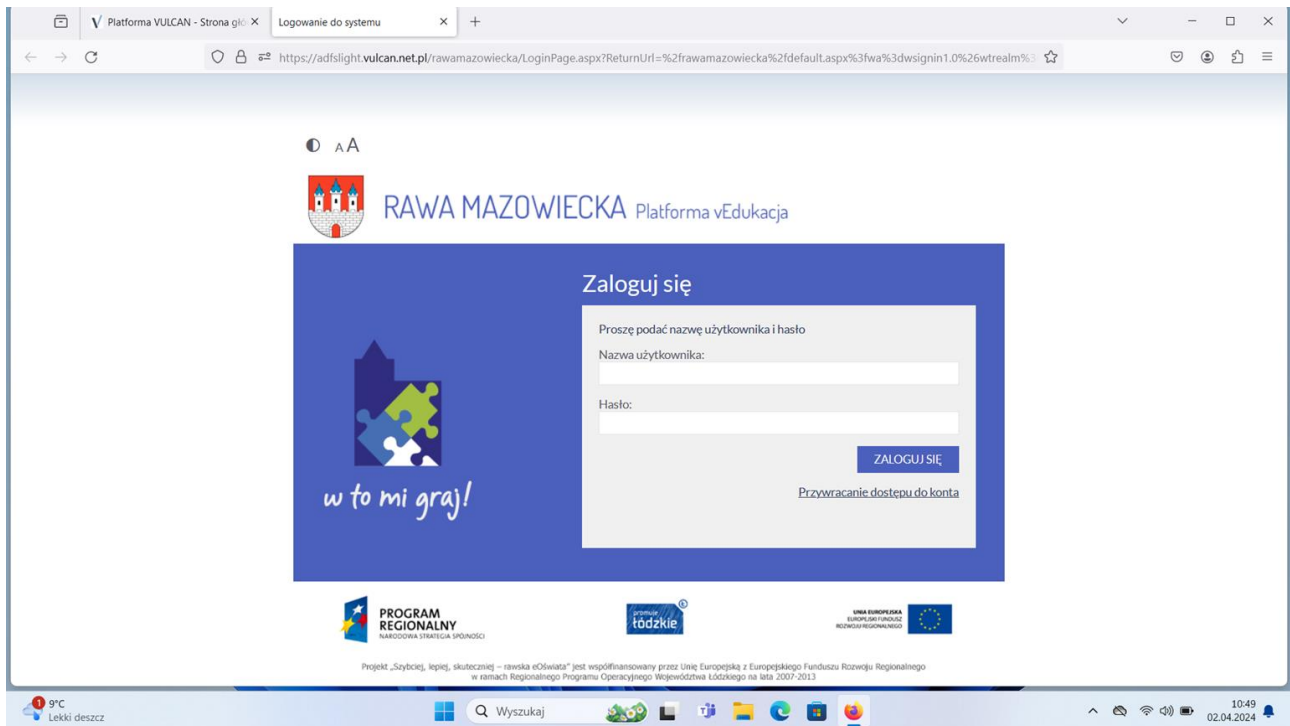 Platforma VULCAN - Strona głó
Logowanie do systemu
https://adfslight.vulcan.net.pl/rawamazowiecka/LoginPage.aspx?ReturnUrl=%2frawamazowiecka%2fdefault.aspx%3fwa%3dwsignin1.0%26wtrealm%3
A A
RAWA MAZOWIECKA Platforma vEdukacja
Zaloguj się
Proszę podać nazwę użytkownika i hasło
Nazwa użytkownika:
Hasło:
ZALOGUJ SIĘ
Przywracanie dostępu do konta
w to mi graj!
PROGRAM
REGIONALNY
NARODOWA STRATEGIA SPÓJNOŚCI
promuje
łódzkie
UNIA EUROPEJSKA
EUROPEJSKI FUNDUSZ
ROZWOJU REGIONALNEGO
Projekt „Szybciej, lepiej, skuteczniej – rawska eOświata" jest współfinansowany przez Unię Europejską z Europejskiego Funduszu Rozwoju Regionalnego
w ramach Regionalnego Programu Operacyjnego Województwa Łódzkiego na lata 2007-2013
1
9°C
Lekki deszcz
Wyszukaj
10:49
02.04.2024